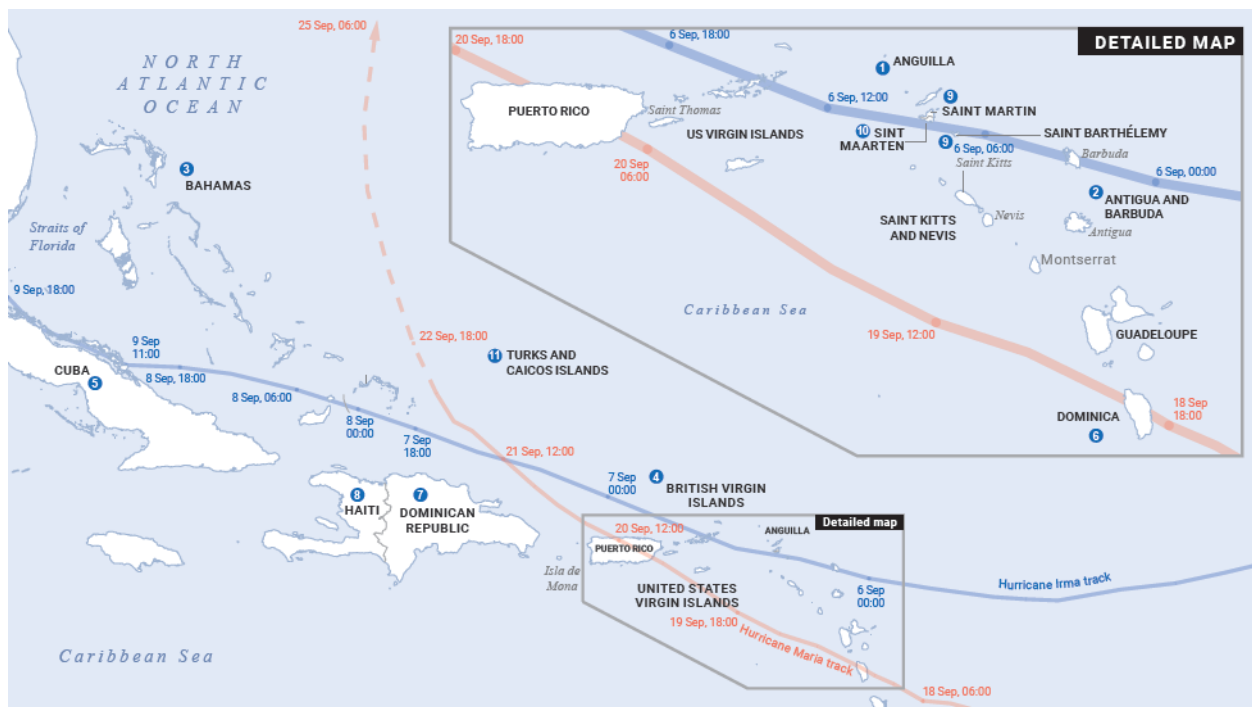 25 Sep, 06:00
NORTH
ATLANTIC
OCEAN
3
BAHAMAS
Straits of
Florida
9 Sep, 18:00
9 Sep
11:00
CUBA
5
8 Sep, 18:00
8 Sep, 06:00
8 Sep
00:00
7 Sep
18:00
22 Sep, 18:00
11 TURKS AND
CAICOS ISLANDS
21 Sep, 12:00
8
HAITI
7
DOMINICAN
REPUBLIC
7 Sep
00:00
4
BRITISH VIRGIN
ISLANDS
Detailed map
20 Sep, 12:00
ANGUILLA
PUERTO RICO
Isla de
Mona
UNITED STATES
VIRGIN ISLANDS
19 Sep, 18:00
Hurricane Maria track
6 Sep
00:00
Hurricane Irma track
18 Sep, 06:00
Caribbean Sea
DETAILED MAP
20 Sep, 18:00
6 Sep, 18:00
1 ANGUILLA
PUERTO RICO
Saint Thomas
6 Sep, 12:00
9
SAINT MARTIN
US VIRGIN ISLANDS
10 SINT
MAARTEN
SAINT BARTHÉLEMY
9
6 Sep, 06:00
Barbuda
20 Sep
06:00
Saint Kitts
6 Sep, 00:00
2
ANTIGUA AND
BARBUDA
SAINT KITTS
AND NEVIS
Nevis
Antigua
Montserrat
Caribbean Sea
19 Sep, 12:00
GUADELOUPE
18 Sep
18:00
DOMINICA
6